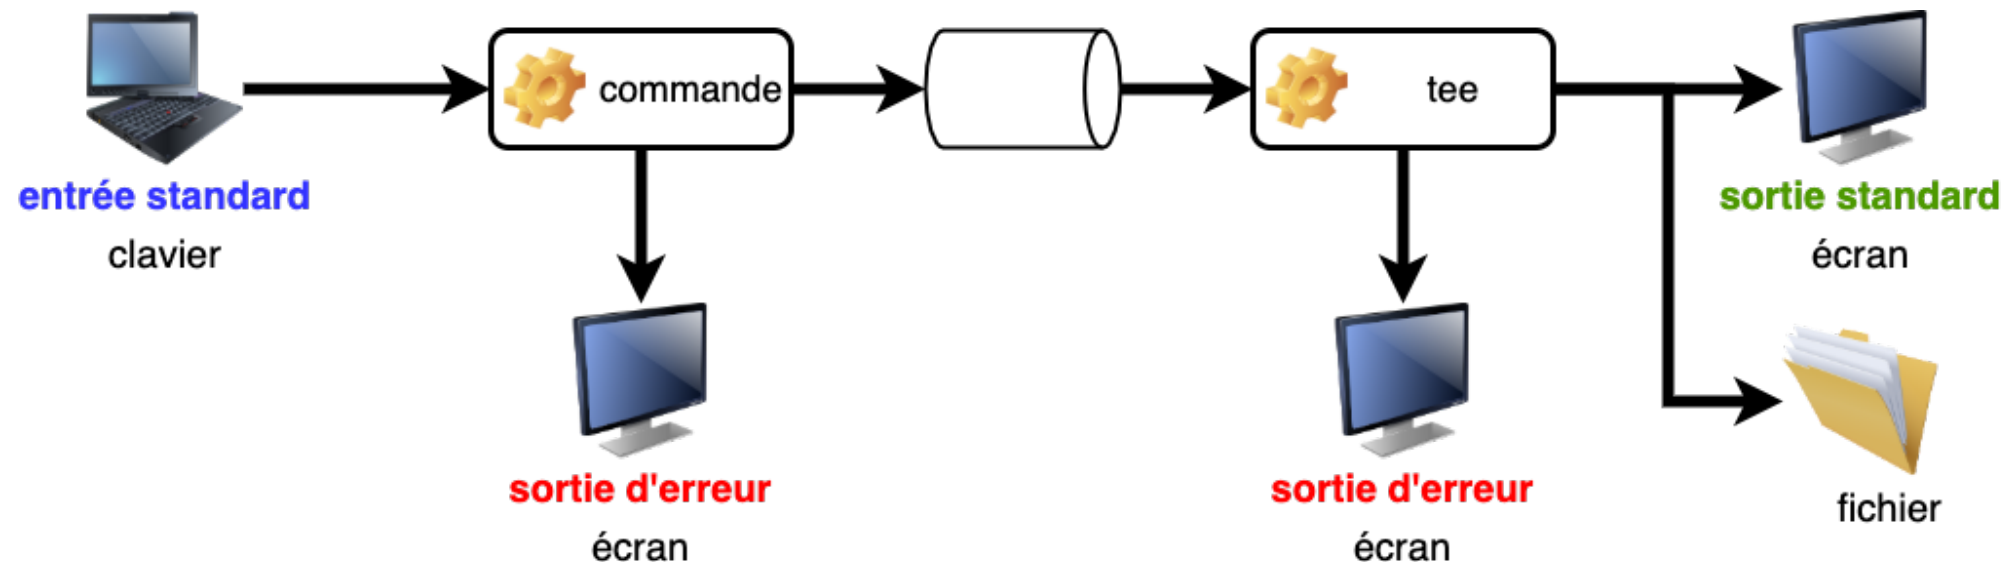 commande
tee
entrée standard
clavier
sortie standard
écran
sortie d'erreur
écran
sortie d'erreur
écran
fichier